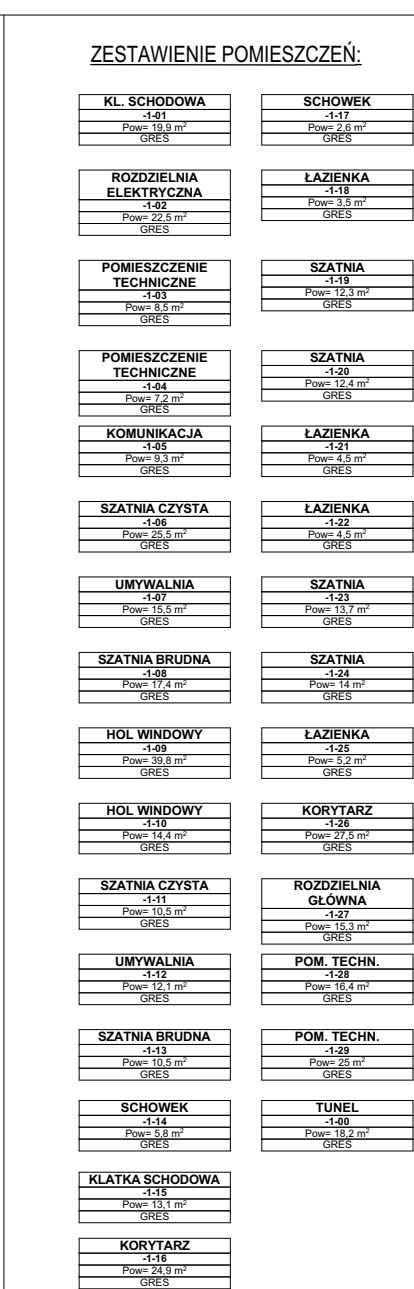 ZESTAWIENIE POMIESZCZEŃ:
KL. SCHODOWA
-1-01
Pow= 19,9 m²
GRES
ROZDZIELNIA
ELEKTRYCZNA
-1-02
Pow= 22,5 m²
GRES
POMIESZCZENIE
TECHNICZNE
-1-03
Pow= 8,5 m²
GRES
POMIESZCZENIE
TECHNICZNE
-1-04
Pow= 7,2 m²
GRES
KOMUNIKACJA
-1-05
Pow= 9,3 m²
GRES
SZATNIA CZYSTA
-1-06
Pow= 25,5 m²
GRES
UMYWALNIA
-1-07
Pow= 15,5 m²
GRES
SZATNIA BRUDNA
-1-08
Pow= 17,4 m²
GRES
HOL WINDOWY
-1-09
Pow= 39,8 m²
GRES
HOL WINDOWY
-1-10
Pow= 14,4 m²
GRES
SZATNIA CZYSTA
-1-11
Pow= 10,5 m²
GRES
UMYWALNIA
-1-12
Pow= 12,1 m²
GRES
SZATNIA BRUDNA
-1-13
Pow= 10,5 m²
GRES
SCHOWEK
-1-14
Pow= 5,8 m²
GRES
KLATKA SCHODOWA
-1-15
Pow= 13,1 m²
GRES
KORYTARZ
-1-16
Pow= 24,9 m²
GRES
SCHOWEK
-1-17
Pow= 2,6 m²
GRES
ŁAZIENKA
-1-18
Pow= 3,5 m²
GRES
SZATNIA
-1-19
Pow= 12,3 m²
GRES
SZATNIA
-1-20
Pow= 12,4 m²
GRES
ŁAZIENKA
-1-21
Pow= 4,5 m²
GRES
ŁAZIENKA
-1-22
Pow= 4,5 m²
GRES
SZATNIA
-1-23
Pow= 13,7 m²
GRES
SZATNIA
-1-24
Pow= 14 m²
GRES
ŁAZIENKA
-1-25
Pow= 5,2 m²
GRES
KORYTARZ
-1-26
Pow= 27,5 m²
GRES
ROZDZIELNIA
GŁÓWNA
-1-27
Pow= 15,3 m²
GRES
POM. TECHN.
-1-28
Pow= 16,4 m²
GRES
POM. TECHN.
-1-29
Pow= 25 m²
GRES
TUNEL
-1-00
Pow= 18,2 m²
GRES